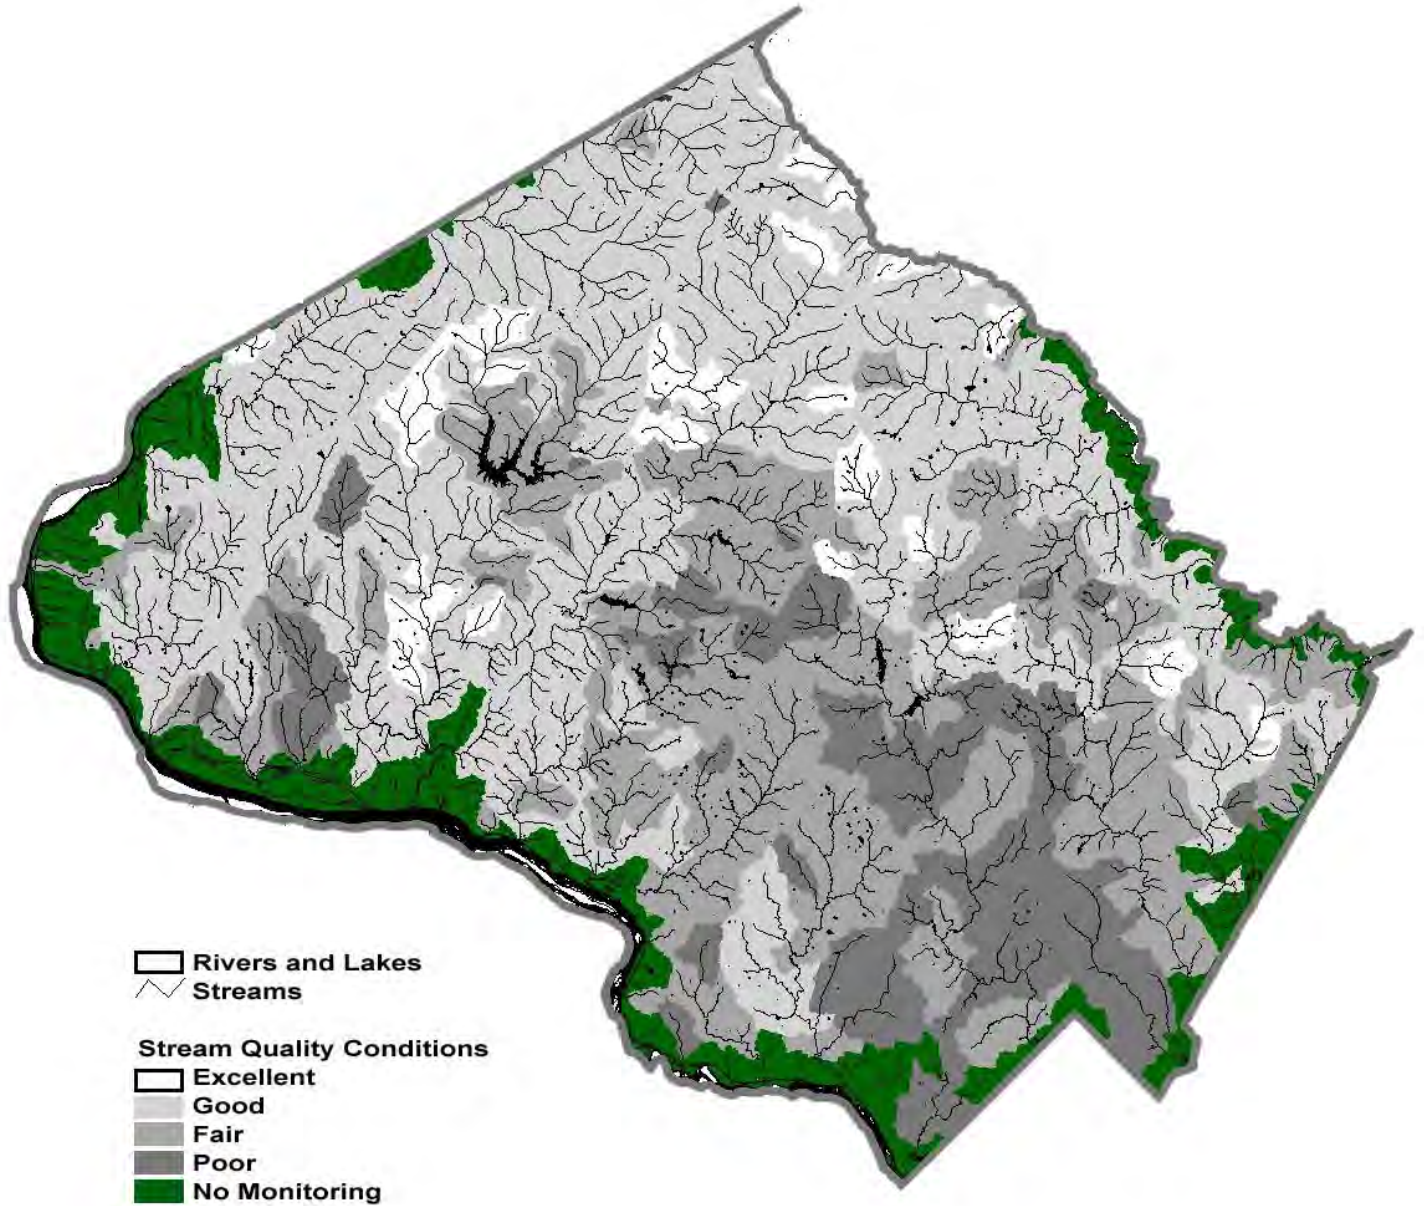 Rivers and Lakes
Streams
Stream Quality Conditions
Excellent
Good
Fair
Poor
No Monitoring